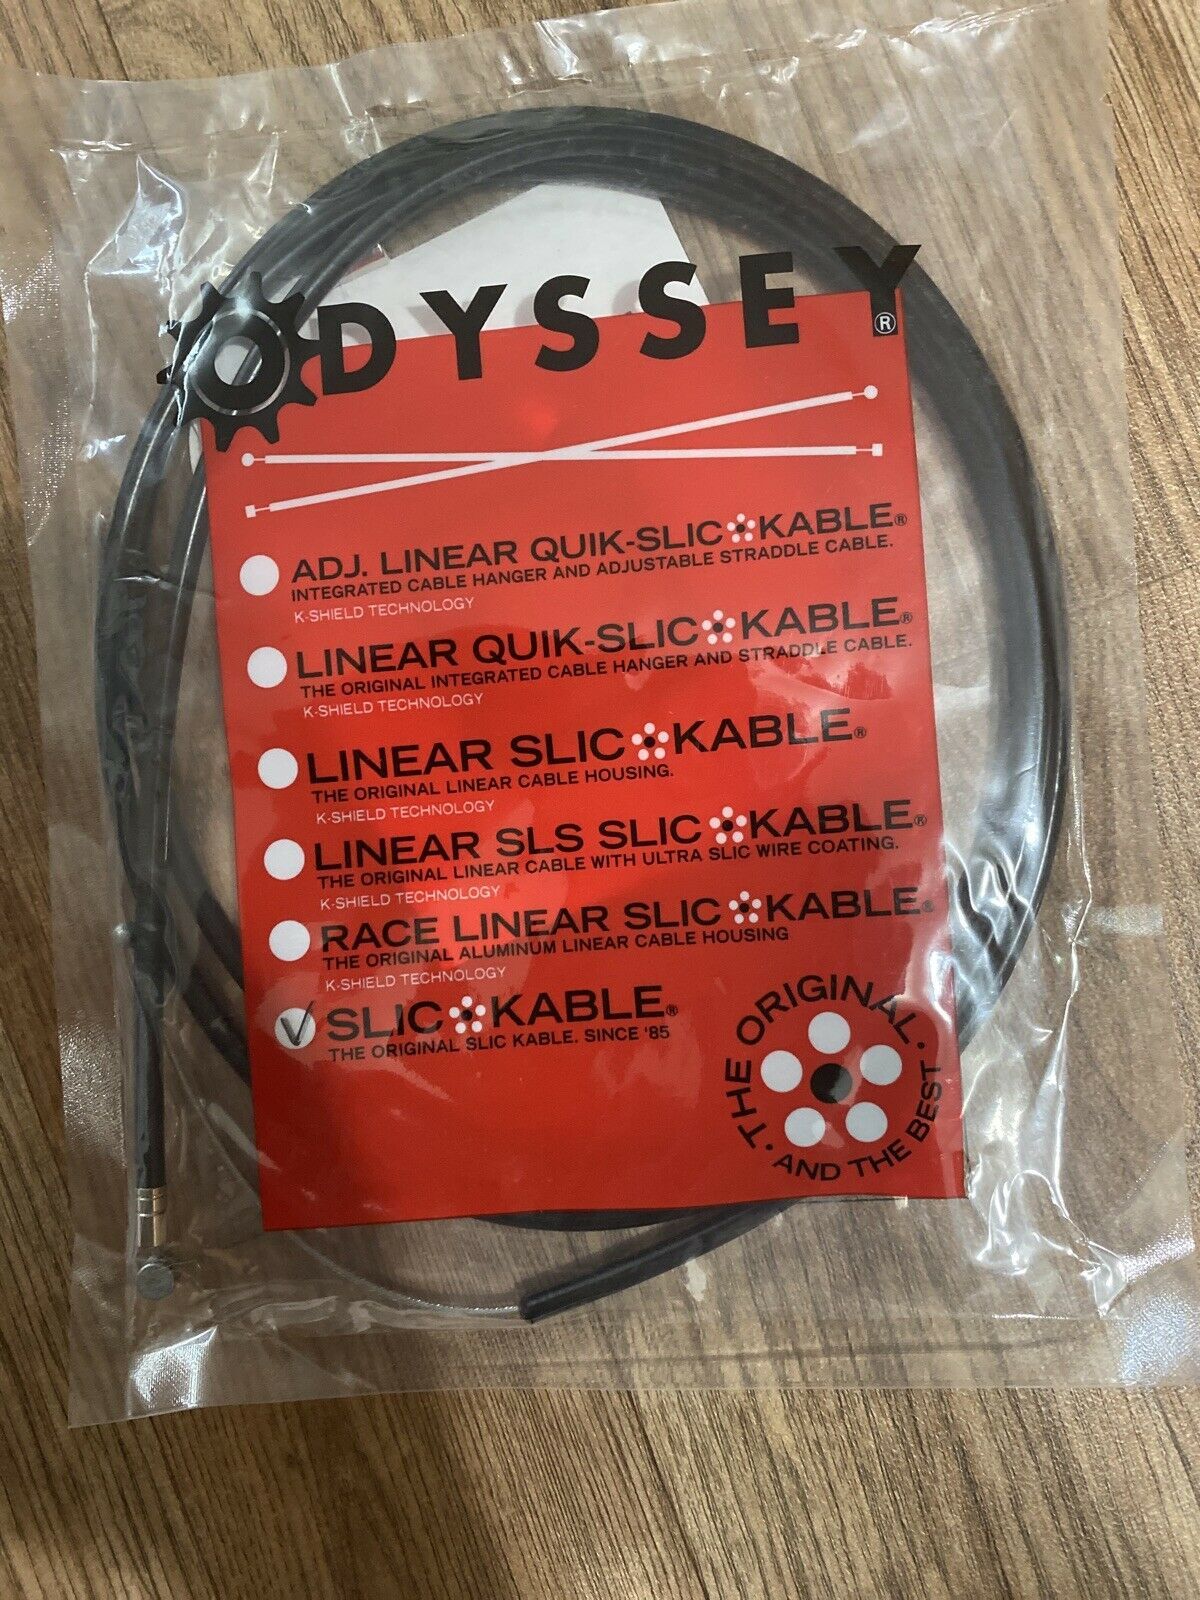 ODYSSEY®
ADJ. LINEAR QUIK-SLIC KABLE®
INTEGRATED CABLE HANGER AND ADJUSTABLE STRADDLE CABLE.
K-SHIELD TECHNOLOGY
LINEAR QUIK-SLIC KABLE®
THE ORIGINAL INTEGRATED CABLE HANGER AND STRADDLE CABLE.
K-SHIELD TECHNOLOGY
LINEAR SLIC KABLE®
THE ORIGINAL LINEAR CABLE HOUSING.
K-SHIELD TECHNOLOGY
LINEAR SLS SLIC KABLE®
THE ORIGINAL LINEAR CABLE WITH ULTRA SLIC WIRE COATING.
K-SHIELD TECHNOLOGY
RACE LINEAR SLIC KABLE®
THE ORIGINAL ALUMINUM LINEAR CABLE HOUSING
K-SHIELD TECHNOLOGY
SLIC KABLE®
THE ORIGINAL SLIC KABLE. SINCE '85
· THE ORIGINAL · AND THE BEST